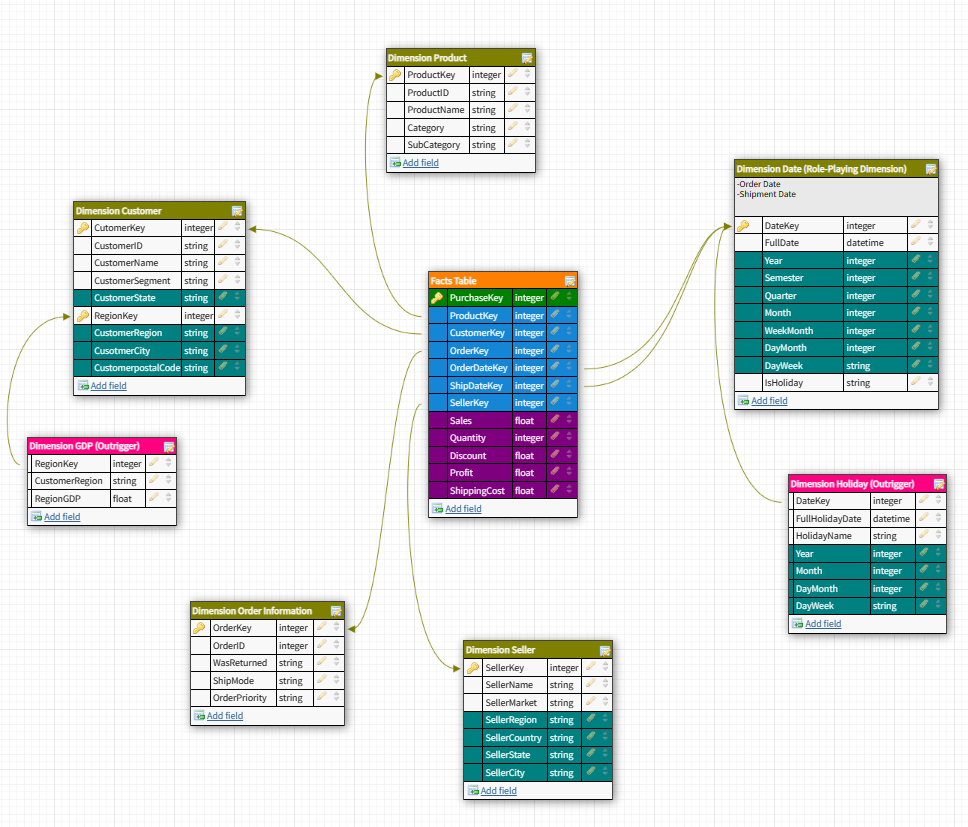 Dimension Product
ProductKey integer
ProductID string
ProductName string
Category string
SubCategory string
Add field
Dimension Date (Role-Playing Dimension)
-Order Date
-Shipment Date
DateKey integer
FullDate datetime
Year integer
Semester integer
Quarter integer
Month integer
WeekMonth integer
DayMonth integer
DayWeek string
IsHoliday string
Add field
Dimension Customer
CutomerKey integer
CustomerID string
CustomerName string
CustomerSegment string
CustomerState string
RegionKey integer
CustomerRegion string
CusotmerCity string
CustomerpostalCode string
Add field
Facts Table
PurchaseKey integer
ProductKey integer
CustomerKey integer
OrderKey integer
OrderDateKey integer
ShipDateKey integer
SellerKey integer
Sales float
Quantity integer
Discount float
Profit float
ShippingCost float
Add field
Dimension GDP (Outrigger)
RegionKey integer
CustomerRegion string
RegionGDP float
Add field
Dimension Holiday (Outrigger)
DateKey integer
FullHolidayDate datetime
HolidayName string
Year integer
Month integer
DayMonth integer
DayWeek string
Add field
Dimension Order Information
OrderKey integer
OrderID integer
WasReturned string
ShipMode string
OrderPriority string
Add field
Dimension Seller
SellerKey integer
SellerName string
SellerMarket string
SellerRegion string
SellerCountry string
SellerState string
SellerCity string
Add field